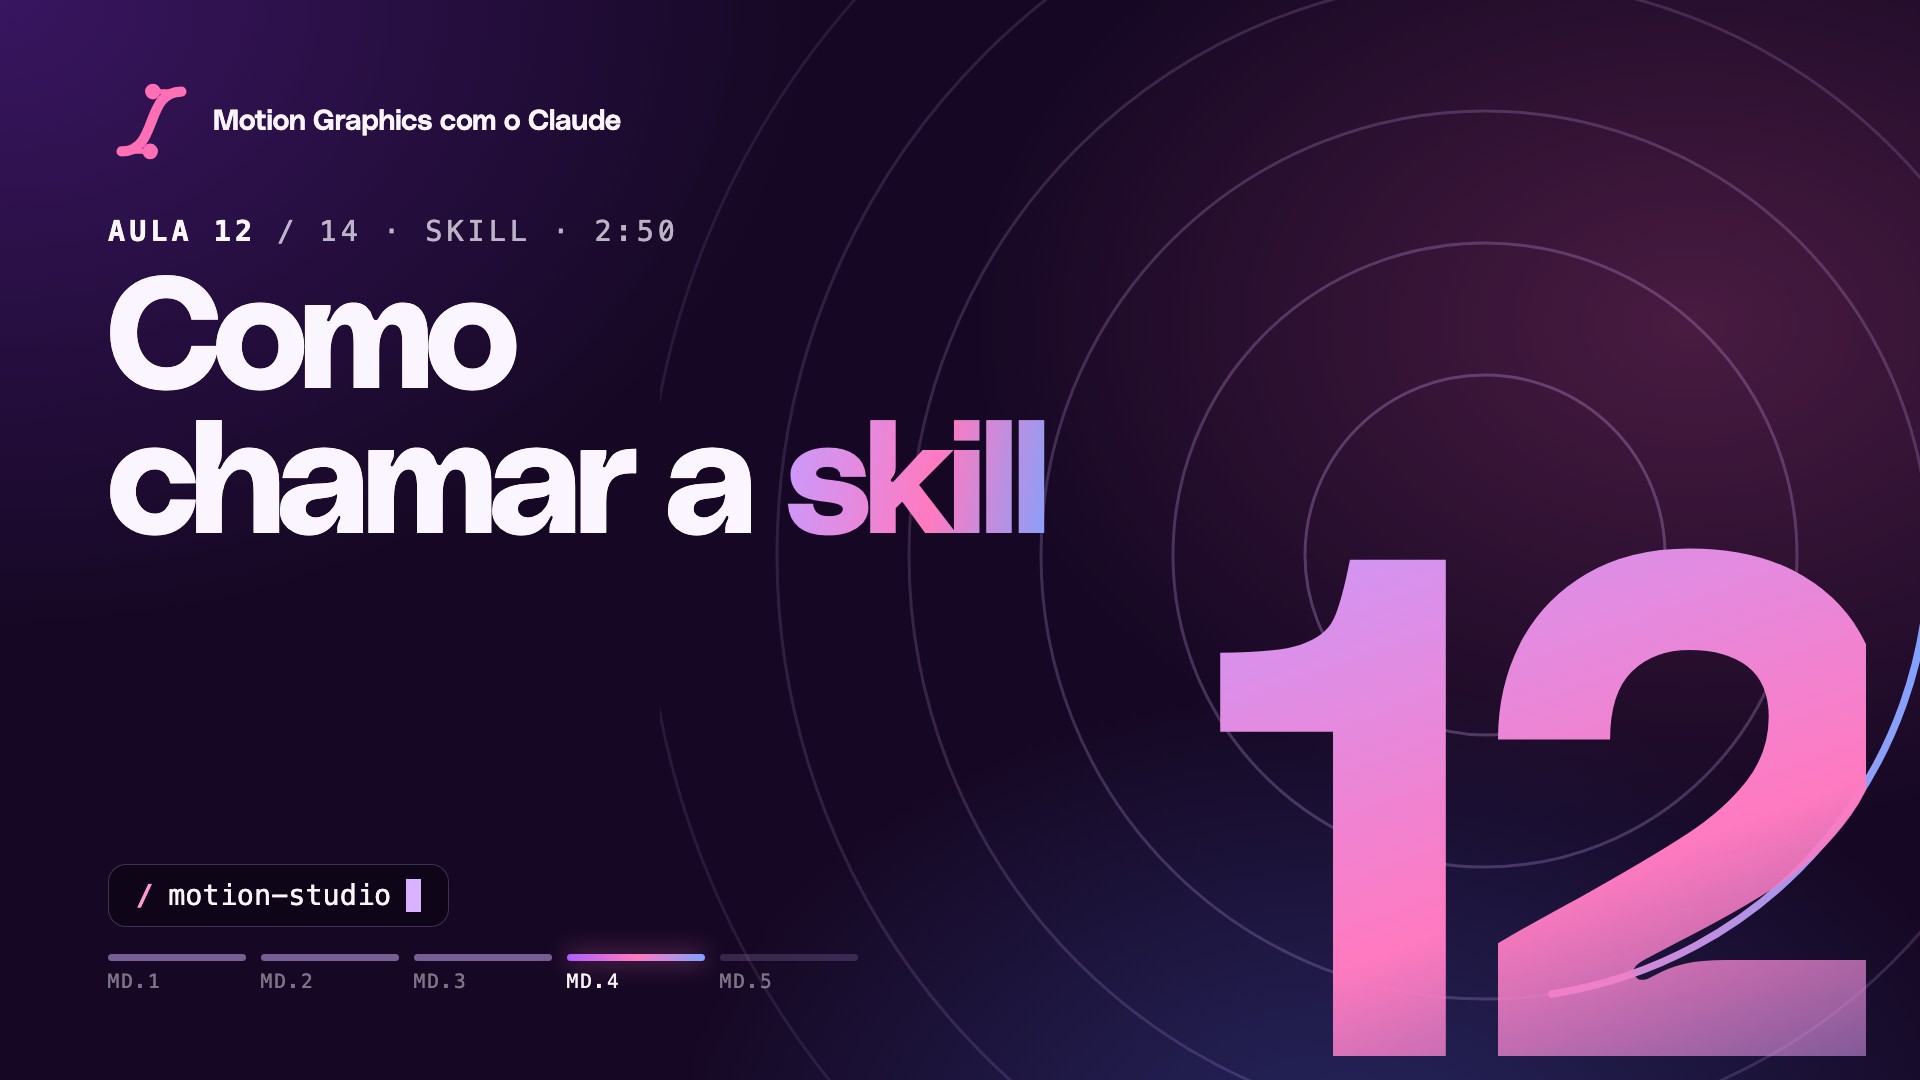 Motion Graphics com o Claude
AULA 12 / 14 · SKILL · 2:50
Como
chamar a skill
12
/ motion-studio
MD.1 MD.2 MD.3 MD.4 MD.5